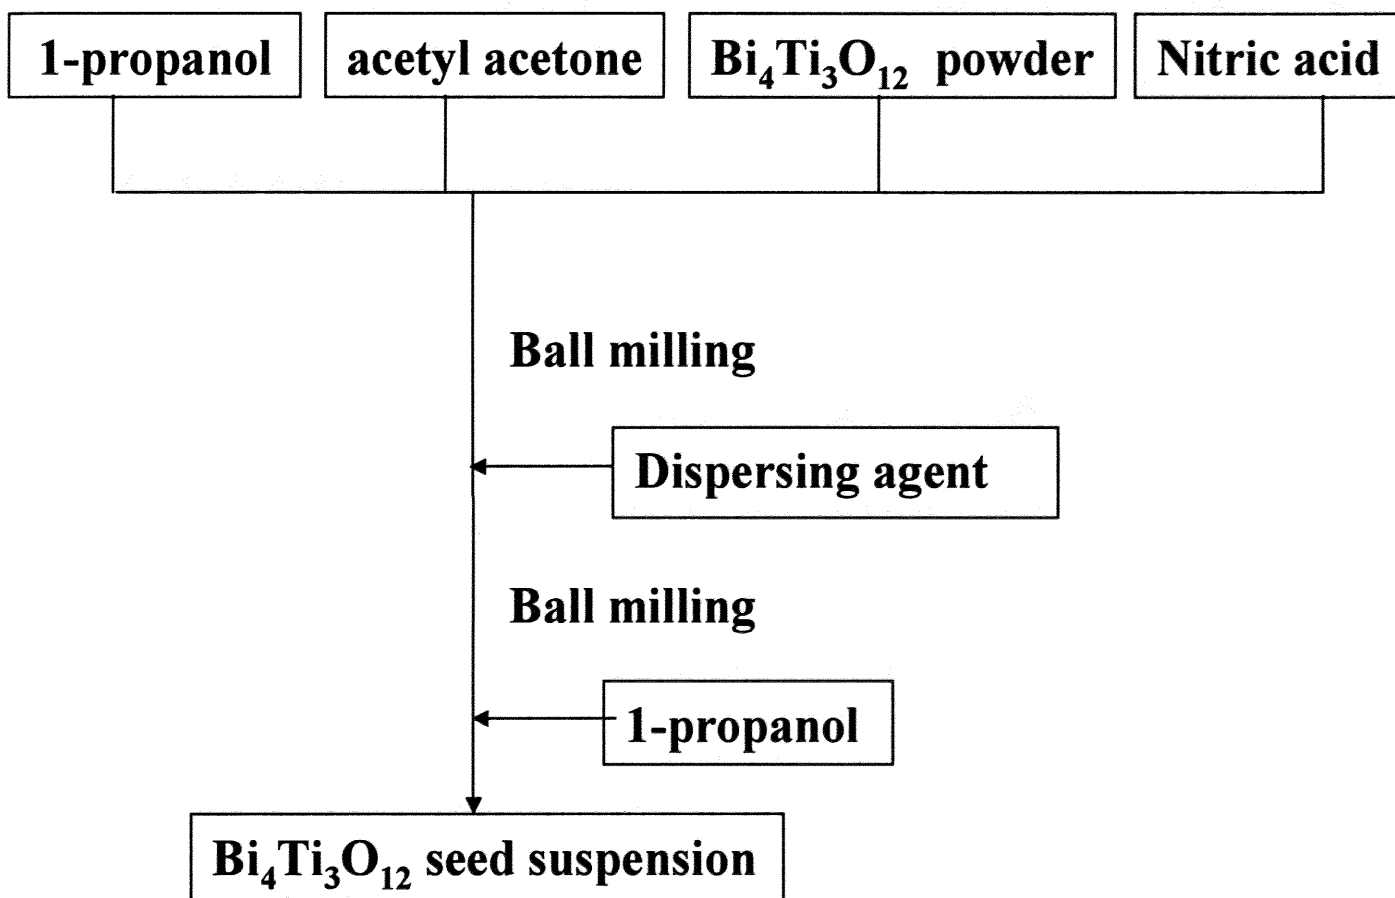 1-propanol
acetyl acetone
Bi₄Ti₃O₁₂ powder
Nitric acid
Ball milling
Dispersing agent
Ball milling
1-propanol
Bi₄Ti₃O₁₂ seed suspension